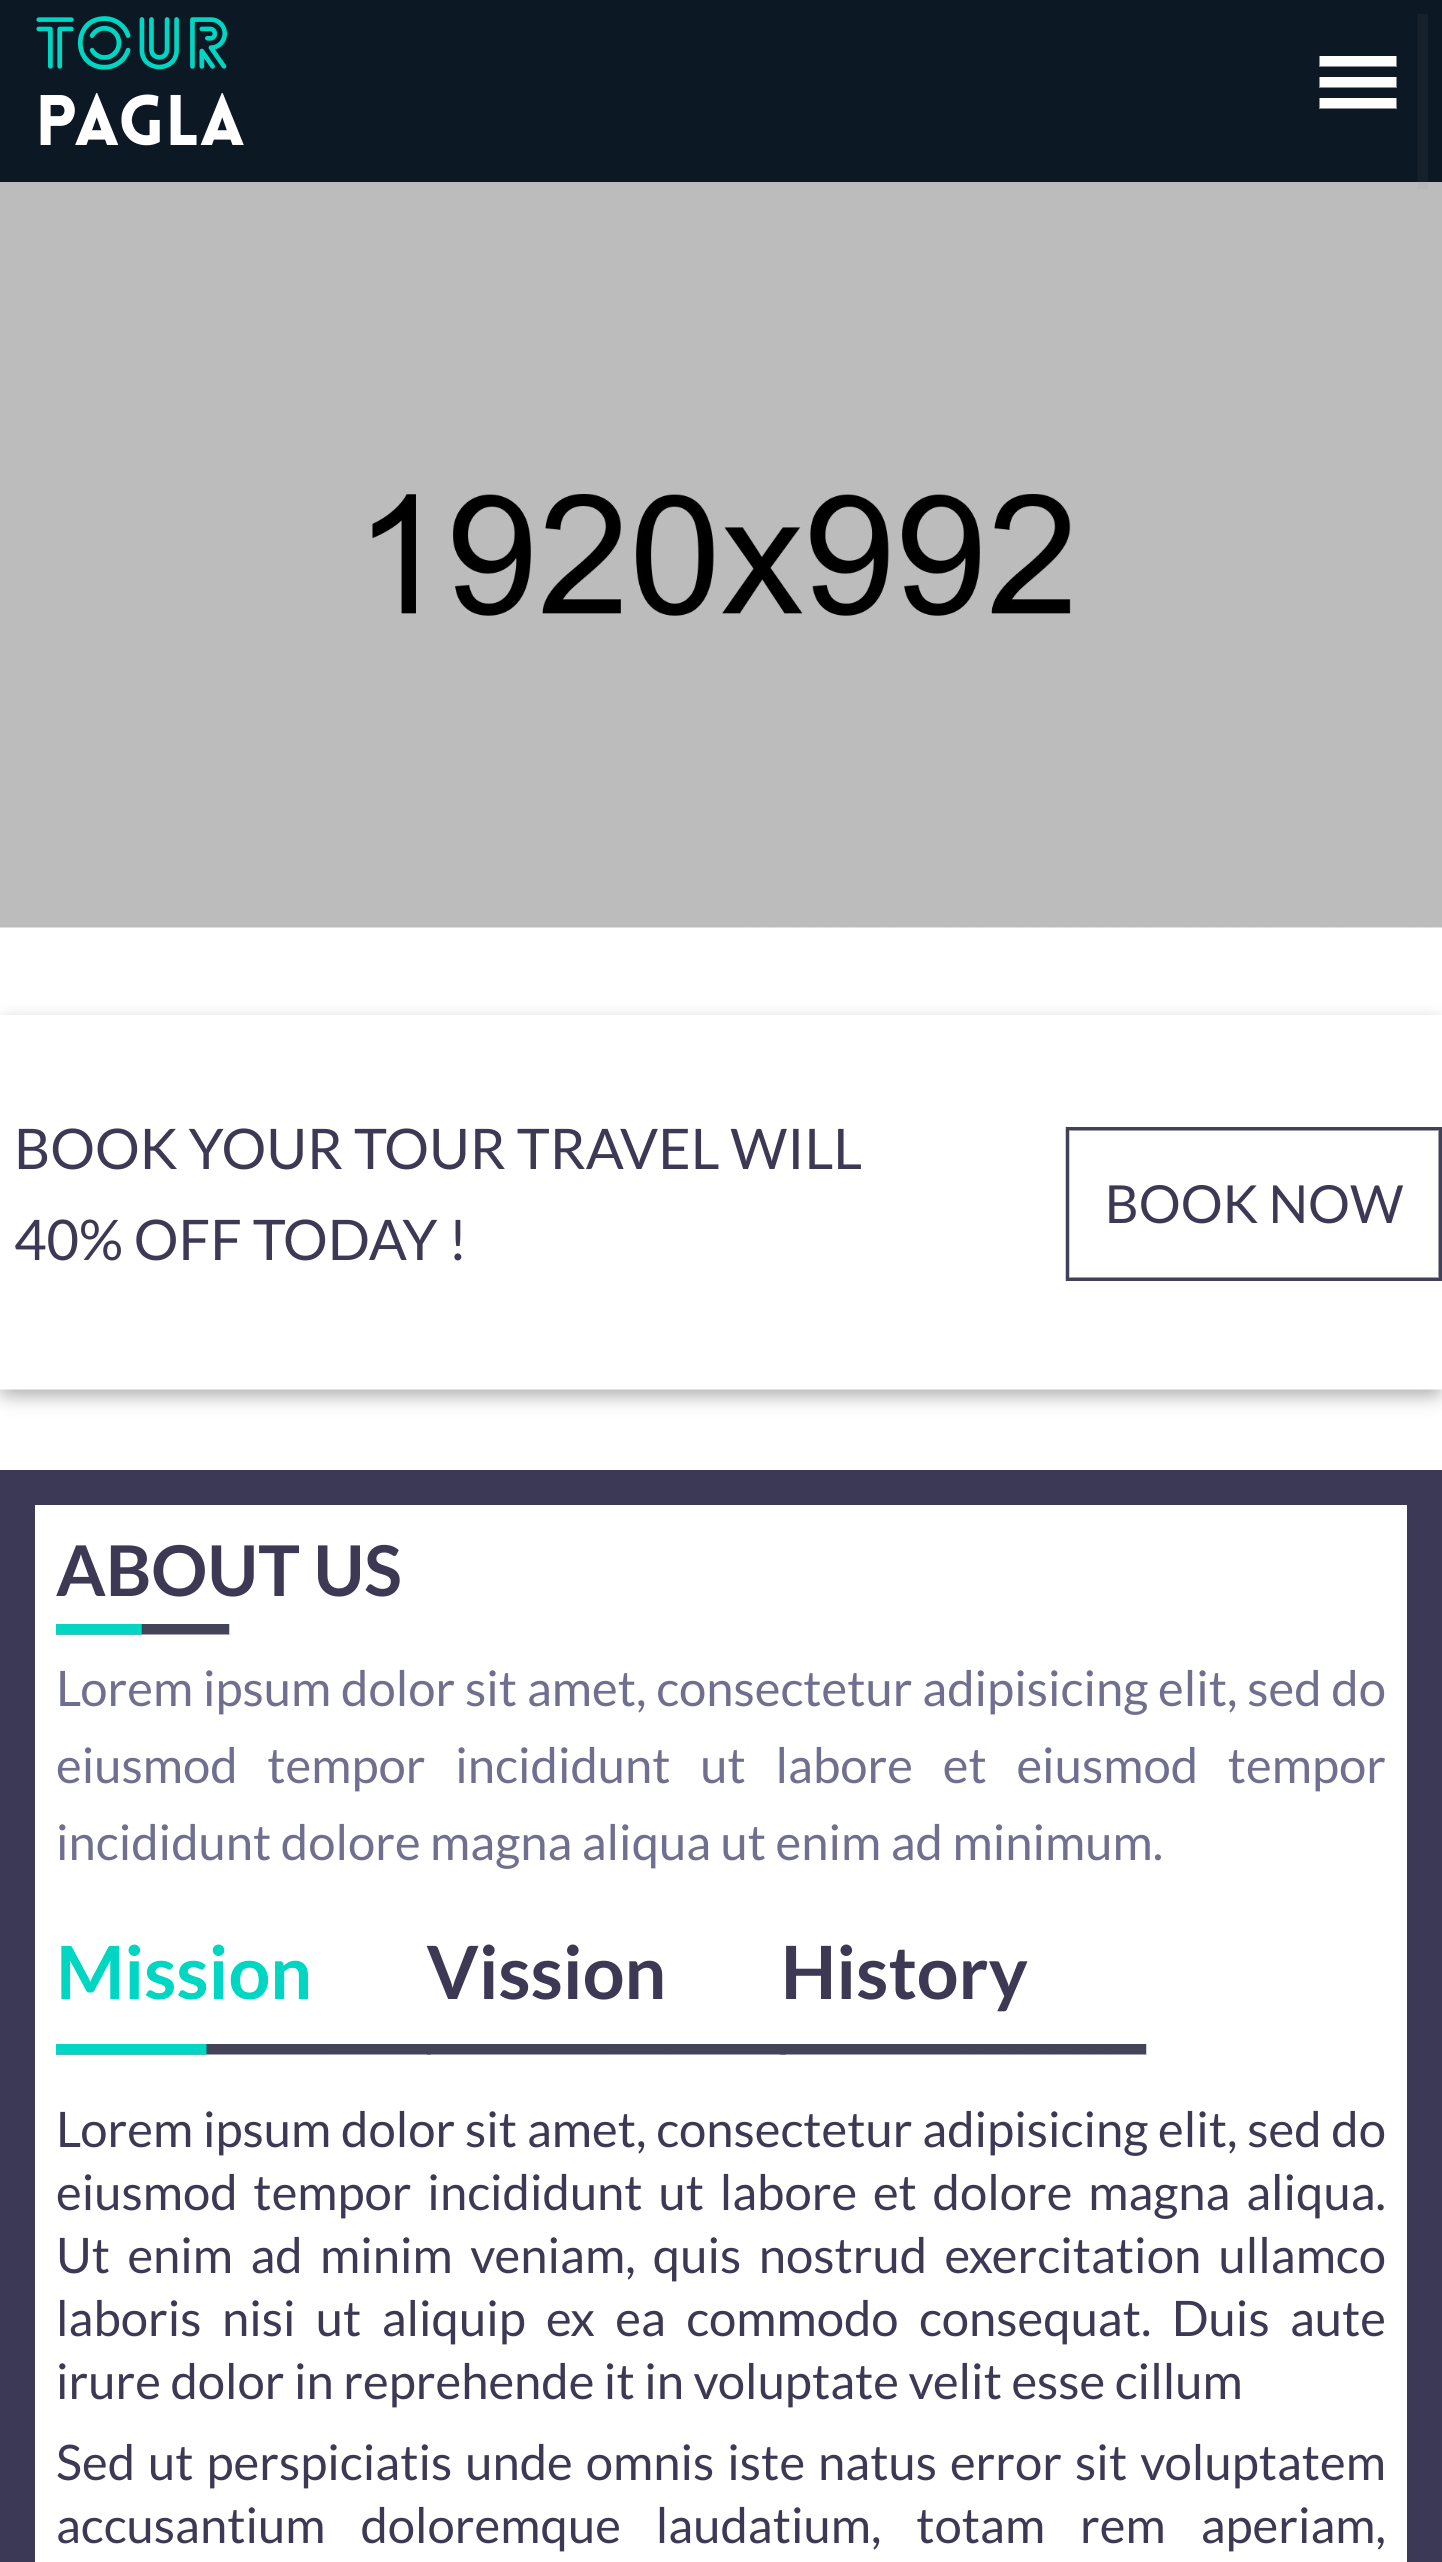 TOUR
PAGLA
1920x992
BOOK YOUR TOUR TRAVEL WILL
40% OFF TODAY !
BOOK NOW
ABOUT US
Lorem ipsum dolor sit amet, consectetur adipisicing elit, sed do
eiusmod tempor incididunt ut labore et eiusmod tempor
incididunt dolore magna aliqua ut enim ad minimum.
Mission Vission History
Lorem ipsum dolor sit amet, consectetur adipisicing elit, sed do
eiusmod tempor incididunt ut labore et dolore magna aliqua.
Ut enim ad minim veniam, quis nostrud exercitation ullamco
laboris nisi ut aliquip ex ea commodo consequat. Duis aute
irure dolor in reprehende it in voluptate velit esse cillum
Sed ut perspiciatis unde omnis iste natus error sit voluptatem
accusantium doloremque laudatium, totam rem aperiam,